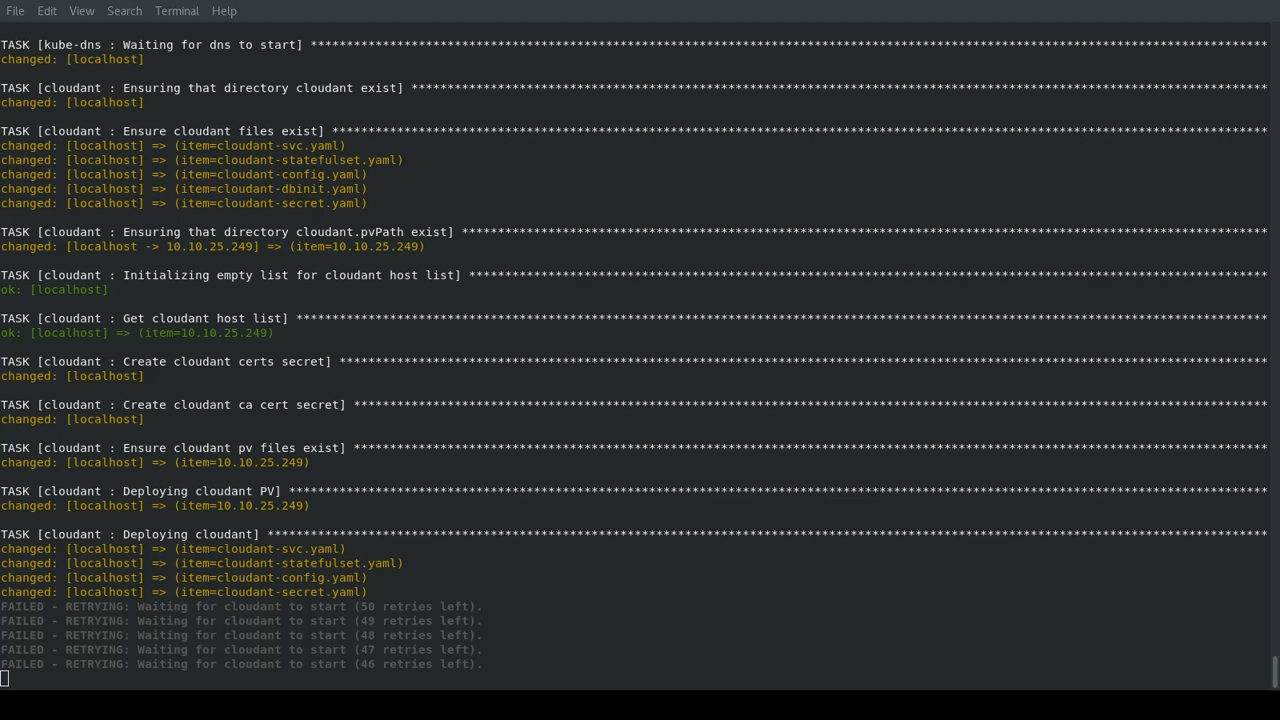 File Edit View Search Terminal Help
TASK [kube-dns : Waiting for dns to start] *************************************************************************************************************************************
changed: [localhost]
TASK [cloudant : Ensuring that directory cloudant exist] ***********************************************************************************************************************
changed: [localhost]
TASK [cloudant : Ensure cloudant files exist] **********************************************************************************************************************************
changed: [localhost] => (item=cloudant-svc.yaml)
changed: [localhost] => (item=cloudant-statefulset.yaml)
changed: [localhost] => (item=cloudant-config.yaml)
changed: [localhost] => (item=cloudant-dbinit.yaml)
changed: [localhost] => (item=cloudant-secret.yaml)
TASK [cloudant : Ensuring that directory cloudant.pvPath exist] ****************************************************************************************************************
changed: [localhost -> 10.10.25.249] => (item=10.10.25.249)
TASK [cloudant : Initializing empty list for cloudant host list] ***************************************************************************************************************
ok: [localhost]
TASK [cloudant : Get cloudant host list] ***************************************************************************************************************************************
ok: [localhost] => (item=10.10.25.249)
TASK [cloudant : Create cloudant certs secret] *********************************************************************************************************************************
changed: [localhost]
TASK [cloudant : Create cloudant ca cert secret] *******************************************************************************************************************************
changed: [localhost]
TASK [cloudant : Ensure cloudant pv files exist] *******************************************************************************************************************************
changed: [localhost] => (item=10.10.25.249)
TASK [cloudant : Deploying cloudant PV] ****************************************************************************************************************************************
changed: [localhost] => (item=10.10.25.249)
TASK [cloudant : Deploying cloudant] *******************************************************************************************************************************************
changed: [localhost] => (item=cloudant-svc.yaml)
changed: [localhost] => (item=cloudant-statefulset.yaml)
changed: [localhost] => (item=cloudant-config.yaml)
changed: [localhost] => (item=cloudant-secret.yaml)
FAILED - RETRYING: Waiting for cloudant to start (50 retries left).
FAILED - RETRYING: Waiting for cloudant to start (49 retries left).
FAILED - RETRYING: Waiting for cloudant to start (48 retries left).
FAILED - RETRYING: Waiting for cloudant to start (47 retries left).
FAILED - RETRYING: Waiting for cloudant to start (46 retries left).